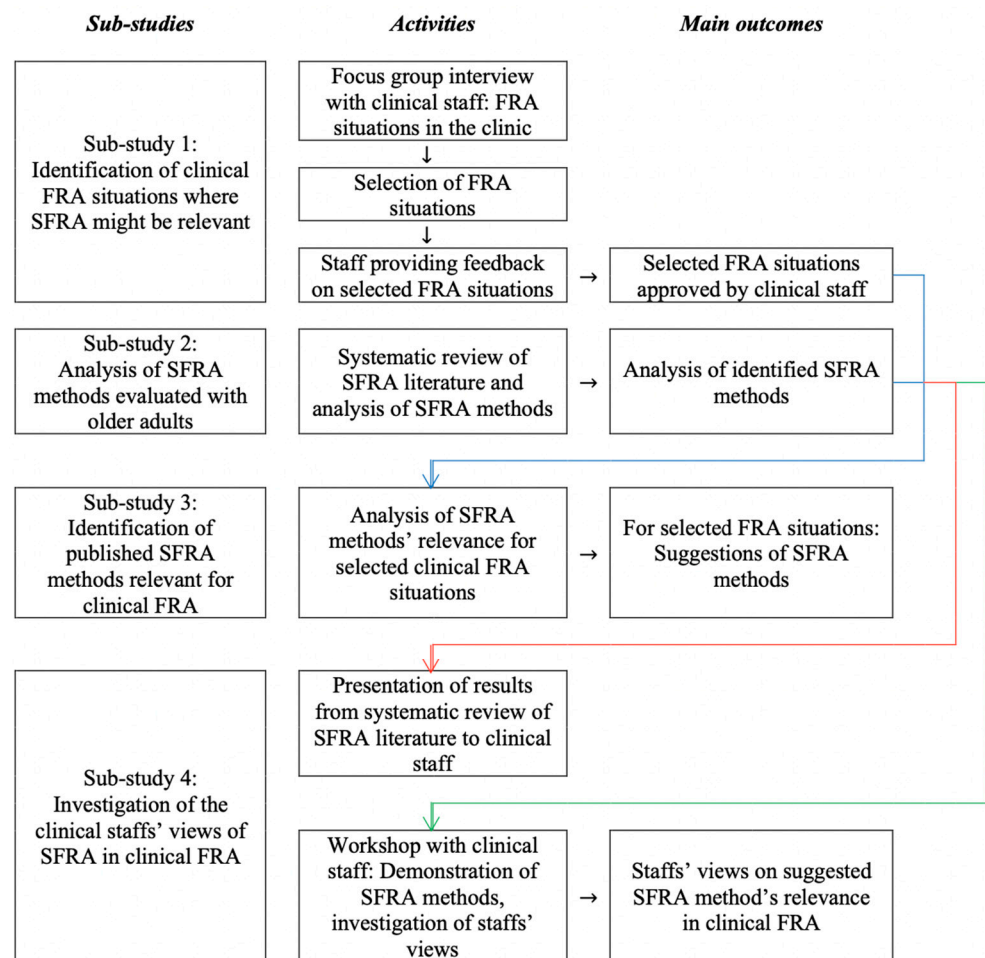 Sub-studies
Activities
Main outcomes
Sub-study 1:
Identification of clinical
FRA situations where
SFRA might be relevant
Focus group interview
with clinical staff: FRA
situations in the clinic
↓
Selection of FRA
situations
↓
Staff providing feedback
on selected FRA situations
→
Selected FRA situations
approved by clinical staff
Sub-study 2:
Analysis of SFRA
methods evaluated with
older adults
Systematic review of
SFRA literature and
analysis of SFRA methods
→
Analysis of identified SFRA
methods
Sub-study 3:
Identification of
published SFRA
methods relevant for
clinical FRA
Analysis of SFRA
methods’ relevance for
selected clinical FRA
situations
→
For selected FRA situations:
Suggestions of SFRA
methods
Sub-study 4:
Investigation of the
clinical staffs’ views of
SFRA in clinical FRA
Presentation of results
from systematic review of
SFRA literature to clinical
staff
Workshop with clinical
staff: Demonstration of
SFRA methods,
investigation of staffs’
views
→
Staffs’ views on suggested
SFRA method’s relevance
in clinical FRA